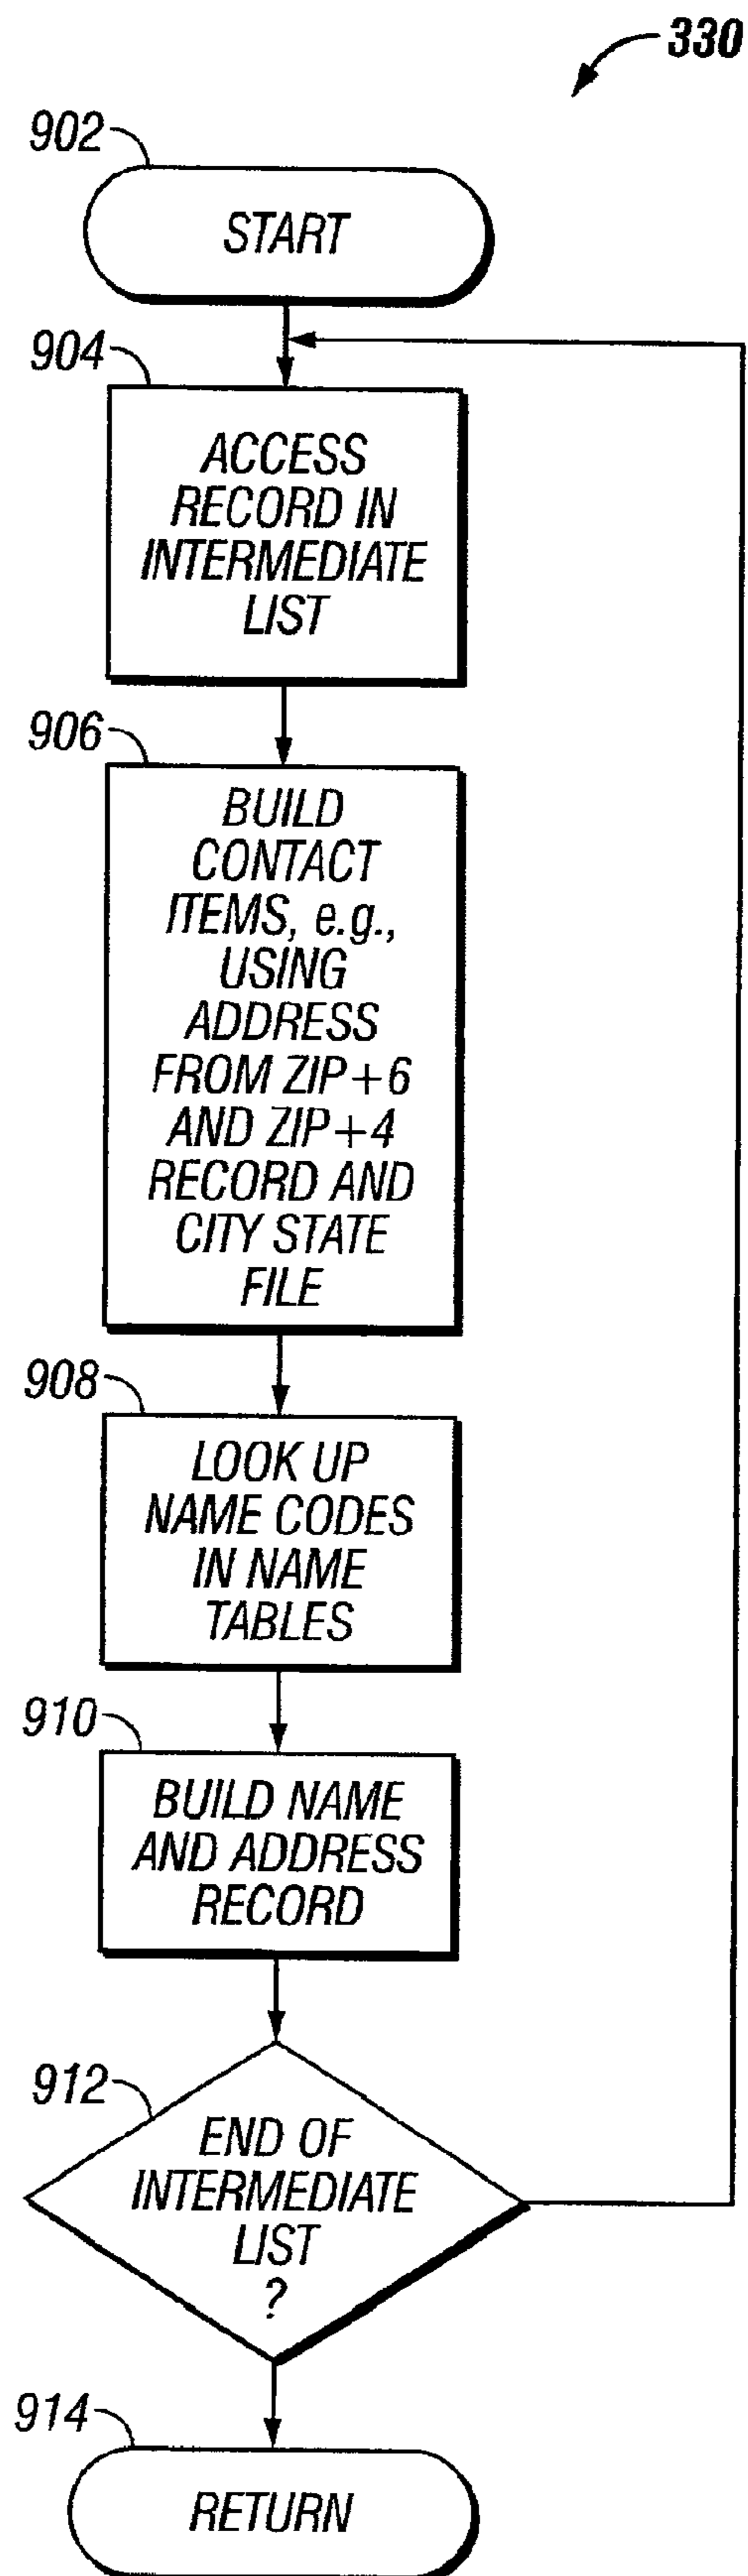 330
902
START
904
ACCESS
RECORD IN
INTERMEDIATE
LIST
906
BUILD
CONTACT
ITEMS, e.g.,
USING
ADDRESS
FROM ZIP+6
AND ZIP+4
RECORD AND
CITY STATE
FILE
908
LOOK UP
NAME CODES
IN NAME
TABLES
910
BUILD NAME
AND ADDRESS
RECORD
912
END OF
INTERMEDIATE
LIST
?
914
RETURN